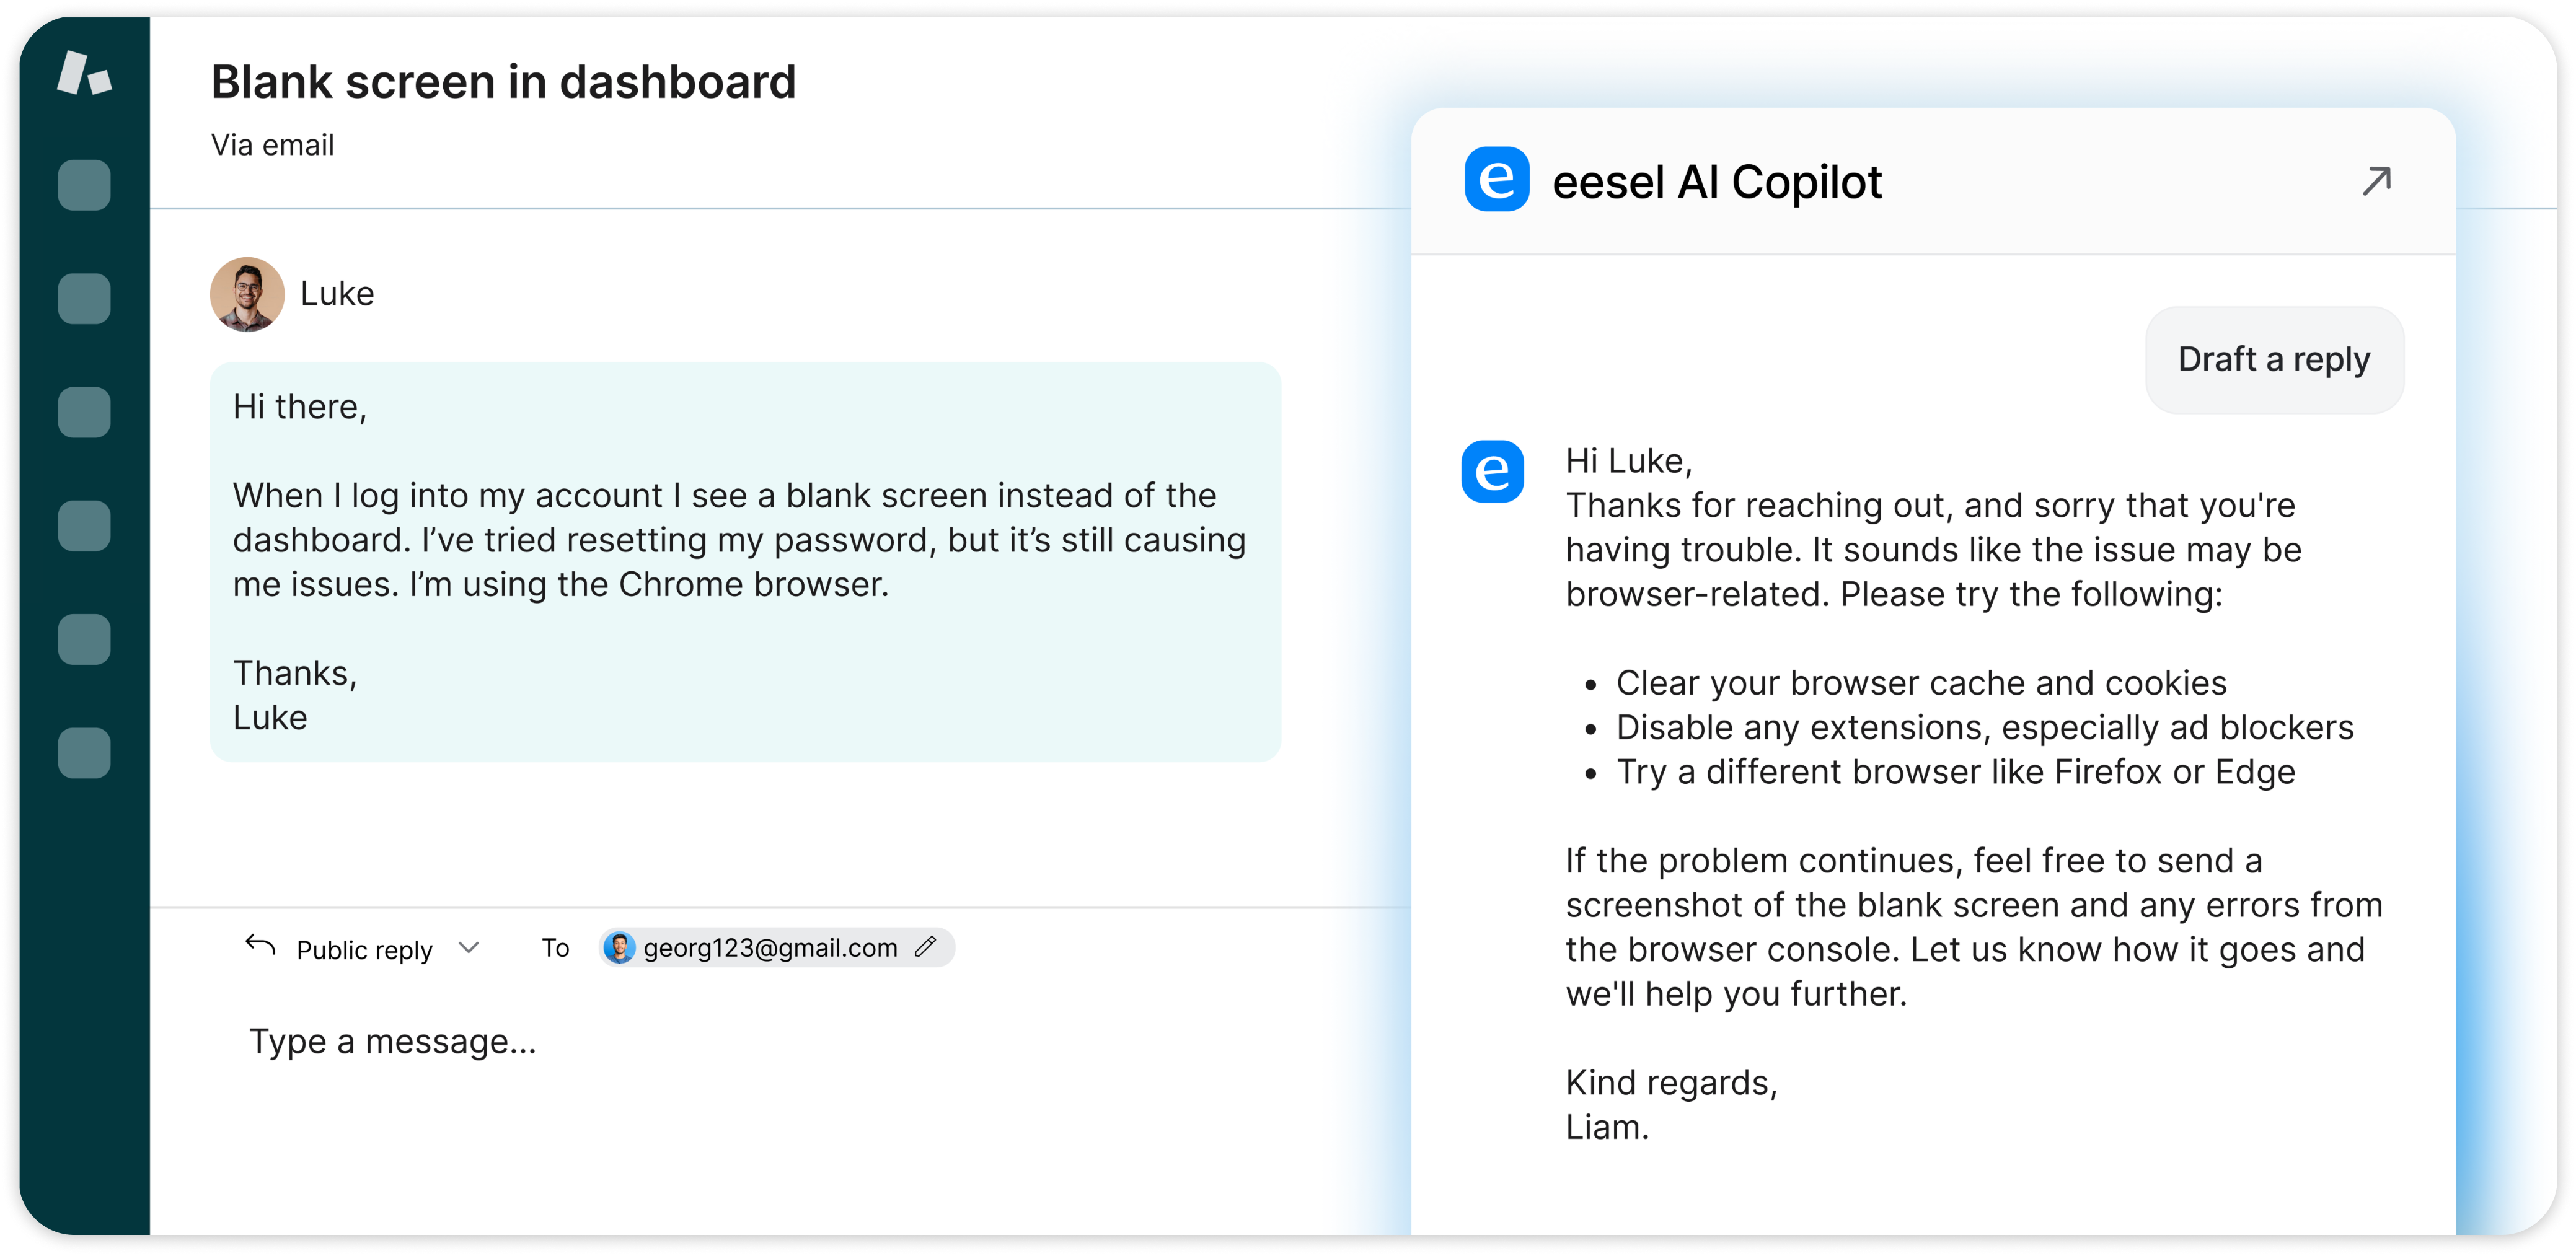 Blank screen in dashboard
Via email
Luke
Hi there,
When I log into my account I see a blank screen instead of the
dashboard. I’ve tried resetting my password, but it’s still causing
me issues. I’m using the Chrome browser.
Thanks,
Luke
Public reply
To
georg123@gmail.com
Type a message...
e
eesel AI Copilot
Draft a reply
e
Hi Luke,
Thanks for reaching out, and sorry that you're
having trouble. It sounds like the issue may be
browser-related. Please try the following:
• Clear your browser cache and cookies
• Disable any extensions, especially ad blockers
• Try a different browser like Firefox or Edge
If the problem continues, feel free to send a
screenshot of the blank screen and any errors from
the browser console. Let us know how it goes and
we'll help you further.
Kind regards,
Liam.